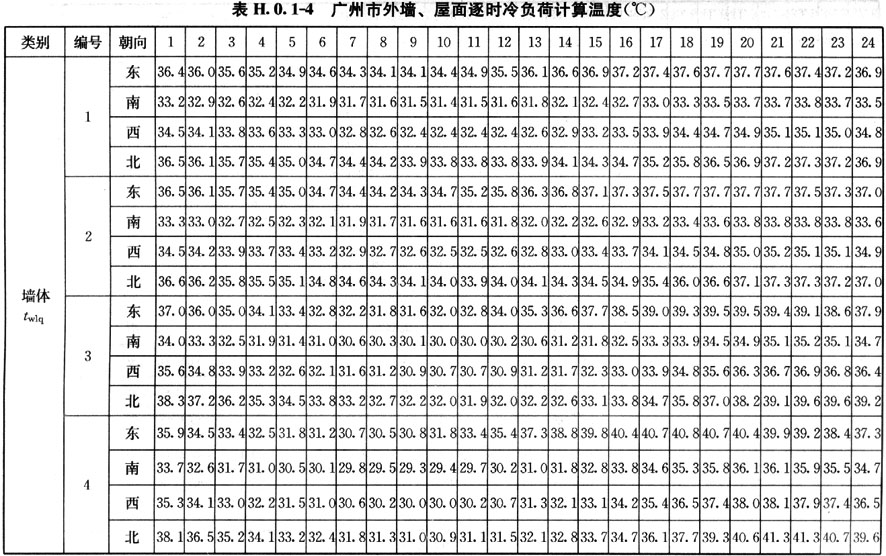 表 H.0.1-4 广州市外墙、屋面逐时冷负荷计算温度(℃)
类别 编号 朝向 1 2 3 4 5 6 7 8 9 10 11 12 13 14 15 16 17 18 19 20 21 22 23 24
墙体 twlq
1
东 36.4 36.0 35.6 35.2 34.9 34.6 34.3 34.1 34.1 34.4 34.9 35.5 36.1 36.6 36.9 37.2 37.4 37.6 37.7 37.7 37.6 37.4 37.2 36.9
南 33.2 32.9 32.6 32.4 32.2 31.9 31.7 31.6 31.5 31.4 31.5 31.6 31.8 32.1 32.4 32.7 33.0 33.3 33.5 33.7 33.7 33.8 33.7 33.5
西 34.5 34.1 33.8 33.6 33.3 33.0 32.8 32.6 32.4 32.4 32.4 32.4 32.6 32.9 33.2 33.5 33.9 34.4 34.7 34.9 35.1 35.1 35.0 34.8
北 36.5 36.1 35.7 35.4 35.0 34.7 34.4 34.2 33.9 33.8 33.8 33.8 33.9 34.1 34.3 34.7 35.2 35.8 36.5 36.9 37.2 37.3 37.2 36.9
2
东 36.5 36.1 35.7 35.4 35.0 34.7 34.4 34.2 34.3 34.7 35.2 35.8 36.3 36.8 37.1 37.3 37.5 37.7 37.7 37.7 37.7 37.5 37.3 37.0
南 33.3 33.0 32.7 32.5 32.3 32.1 31.9 31.7 31.6 31.6 31.6 31.8 32.0 32.2 32.6 32.9 33.2 33.4 33.6 33.8 33.8 33.8 33.8 33.6
西 34.5 34.2 33.9 33.7 33.4 33.2 32.9 32.7 32.6 32.5 32.5 32.6 32.8 33.0 33.4 33.7 34.1 34.5 34.8 35.0 35.2 35.1 35.1 34.9
北 36.6 36.2 35.8 35.5 35.1 34.8 34.6 34.3 34.1 34.0 33.9 34.0 34.1 34.3 34.5 34.9 35.4 36.0 36.6 37.1 37.3 37.3 37.2 37.0
3
东 37.0 36.0 35.0 34.1 33.4 32.8 32.2 31.8 31.6 32.0 32.8 34.0 35.3 36.6 37.7 38.5 39.0 39.3 39.5 39.5 39.4 39.1 38.6 37.9
南 34.0 33.3 32.5 31.9 31.4 31.0 30.6 30.3 30.1 30.0 30.0 30.2 30.6 31.2 31.8 32.5 33.3 33.9 34.5 34.9 35.1 35.2 35.1 34.7
西 35.6 34.8 33.9 33.2 32.6 32.1 31.6 31.2 30.9 30.7 30.7 30.9 31.2 31.7 32.3 33.0 33.9 34.8 35.6 36.3 36.7 36.9 36.8 36.4
北 38.3 37.2 36.2 35.3 34.5 33.8 33.2 32.7 32.2 32.0 31.9 32.0 32.2 32.6 33.1 33.8 34.7 35.8 37.0 38.2 39.1 39.6 39.6 39.2
4
东 35.9 34.5 33.4 32.5 31.8 31.2 30.7 30.5 30.8 31.8 33.4 35.4 37.3 38.8 39.8 40.4 40.7 40.8 40.7 40.4 39.9 39.2 38.4 37.3
南 33.7 32.6 31.7 31.0 30.5 30.1 29.8 29.5 29.3 29.4 29.7 30.2 31.0 31.8 32.8 33.8 34.6 35.3 35.8 36.1 36.1 35.9 35.5 34.7
西 35.3 34.1 33.0 32.2 31.5 31.0 30.6 30.2 30.0 30.0 30.2 30.7 31.3 32.1 33.1 34.2 35.4 36.5 37.4 38.0 38.1 37.9 37.4 36.5
北 38.1 36.5 35.2 34.1 33.2 32.4 31.8 31.3 31.0 30.9 31.1 31.5 32.1 32.8 33.7 34.7 36.1 37.7 39.3 40.6 41.3 41.3 40.7 39.6